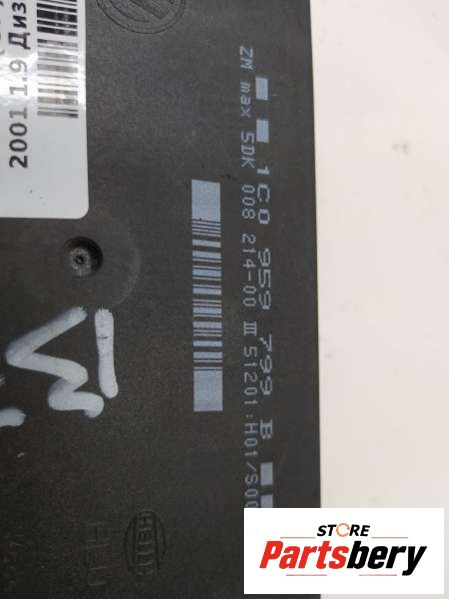 1C0 959 799 B
ZM max 5DK 008 214-00 III 51201:H01/S00
2001 1.9 Диз
HELLA
STORE
Partsbery